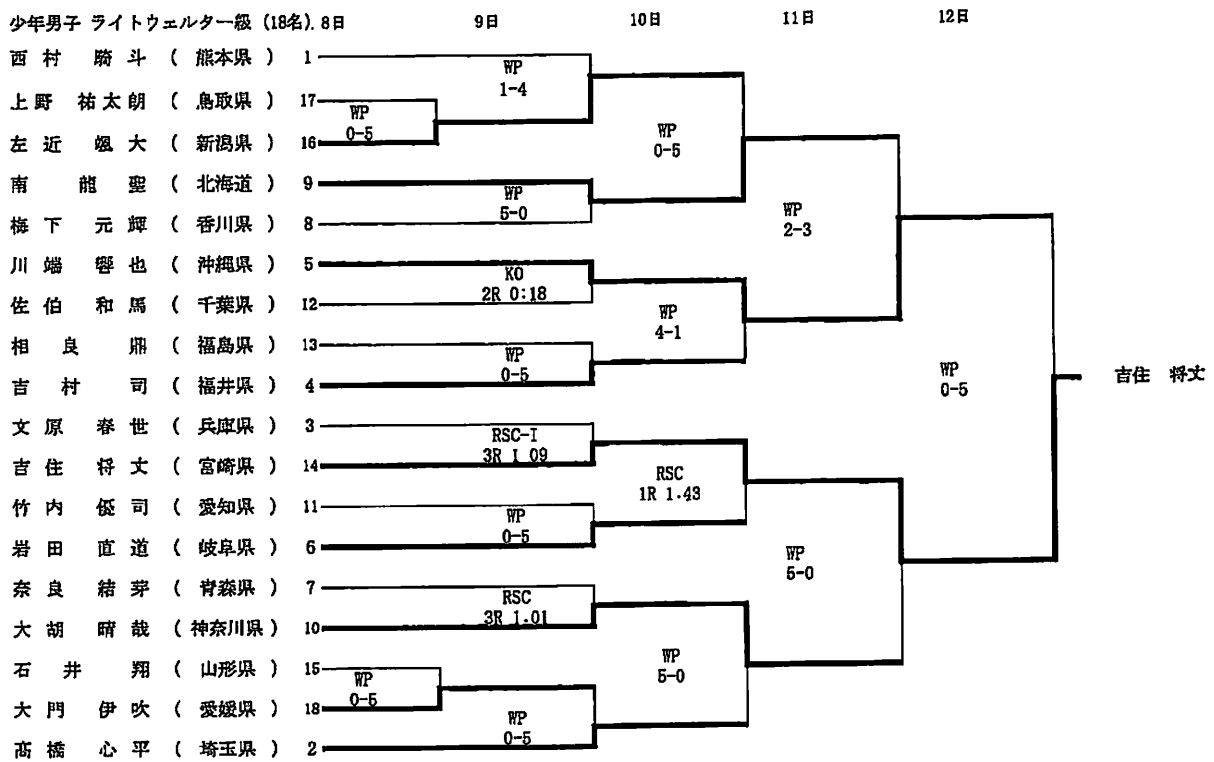 少年男子 ライトウェルター級 (18名). 8日 9日 10日 11日 12日
西村 騎斗 ( 熊本県 ) 1
WP
1-4
上野 祐太朗 ( 鳥取県 ) 17
WP
0-5
左近 颯大 ( 新潟県 ) 16
WP
0-5
南 龍聖 ( 北海道 ) 9
WP
5-0
梅下 元輝 ( 香川県 ) 8
WP
2-3
川端 響也 ( 沖縄県 ) 5
KO
2R 0:18
佐伯 和馬 ( 千葉県 ) 12
WP
4-1
相良 鼎 ( 福島県 ) 13
WP
0-5
吉村 司 ( 福井県 ) 4
WP
0-5
吉住 将丈
文原 春世 ( 兵庫県 ) 3
RSC-I
3R 1 09
吉住 将丈 ( 宮崎県 ) 14
RSC
1R 1.43
竹内 優司 ( 愛知県 ) 11
WP
0-5
岩田 直道 ( 岐阜県 ) 6
WP
5-0
奈良 結芽 ( 青森県 ) 7
RSC
3R 1.01
大胡 晴哉 ( 神奈川県 ) 10
WP
5-0
石井 翔 ( 山形県 ) 15
WP
0-5
大門 伊吹 ( 愛媛県 ) 18
WP
0-5
髙橋 心平 ( 埼玉県 ) 2